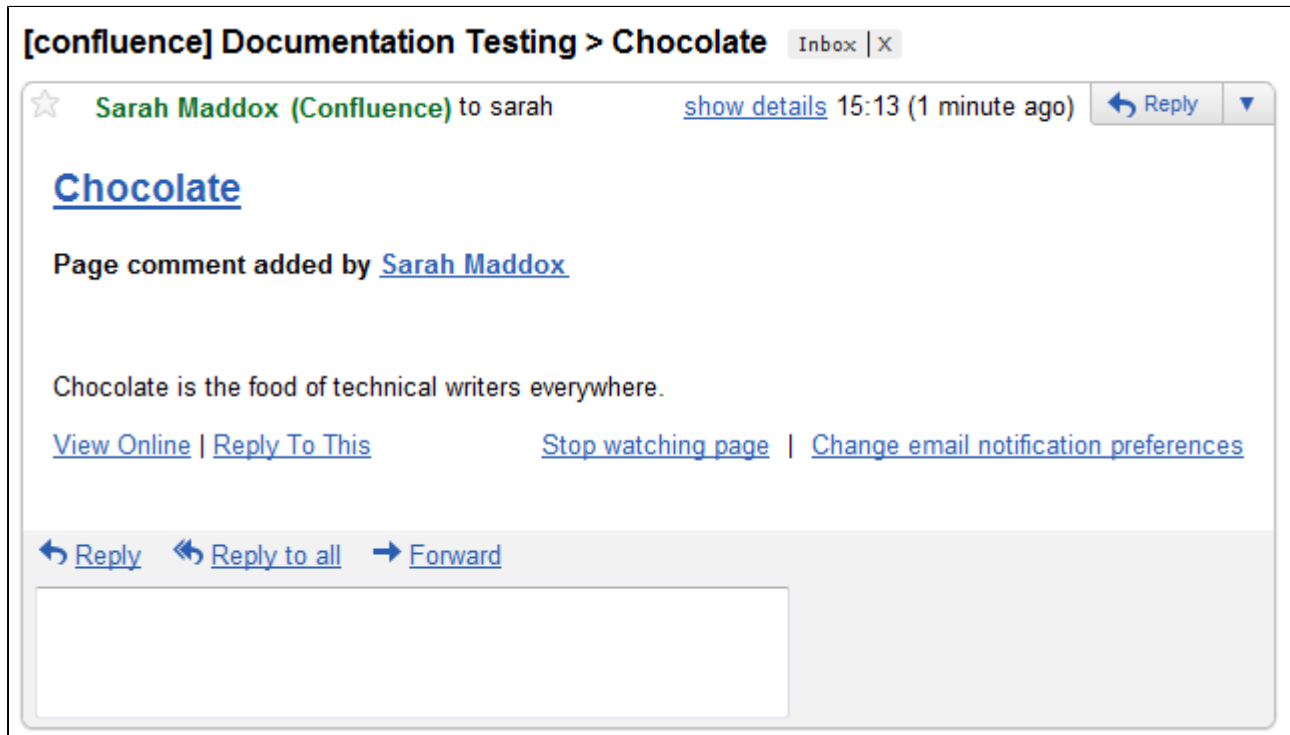 [confluence] Documentation Testing > Chocolate Inbox | X
Sarah Maddox (Confluence) to sarah show details 15:13 (1 minute ago) Reply
Chocolate
Page comment added by Sarah Maddox
Chocolate is the food of technical writers everywhere.
View Online | Reply To This Stop watching page | Change email notification preferences
Reply Reply to all Forward